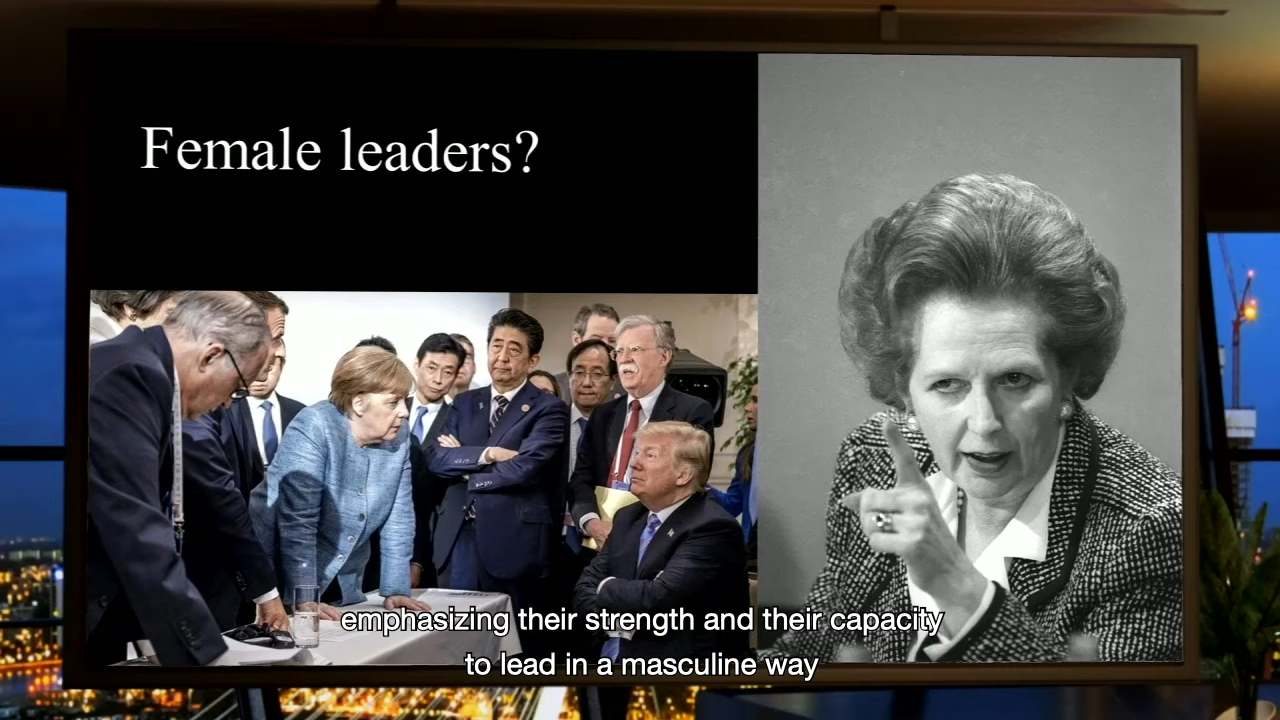 Female leaders?
emphasizing their strength and their capacity
to lead in a masculine way